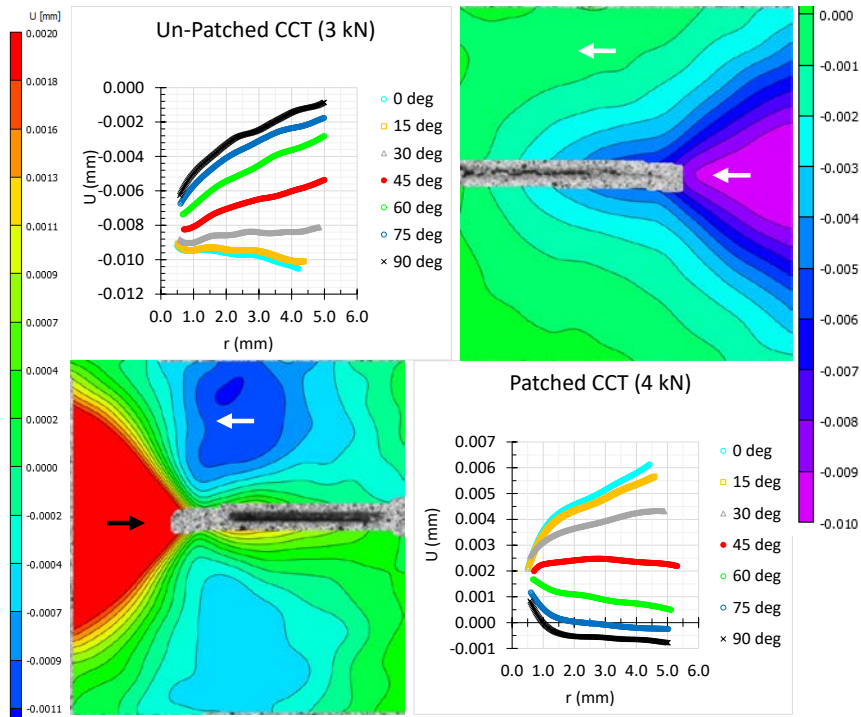 U [mm]
0.0020
0.0018
0.0016
0.0013
0.0011
0.0009
0.0007
0.0004
0.0002
0.0000
-0.0002
-0.0004
-0.0007
-0.0009
-0.0011
Un-Patched CCT (3 kN)
0.000
-0.002
-0.004
-0.006
-0.008
-0.010
-0.012
U (mm)
0.0 1.0 2.0 3.0 4.0 5.0 6.0
r (mm)
0 deg
15 deg
30 deg
45 deg
60 deg
75 deg
90 deg
0.000
-0.001
-0.002
-0.003
-0.004
-0.005
-0.006
-0.007
-0.008
-0.009
-0.010
Patched CCT (4 kN)
0.007
0.006
0.005
0.004
0.003
0.002
0.001
0.000
-0.001
U (mm)
0.0 1.0 2.0 3.0 4.0 5.0 6.0
r (mm)
0 deg
15 deg
30 deg
45 deg
60 deg
75 deg
90 deg